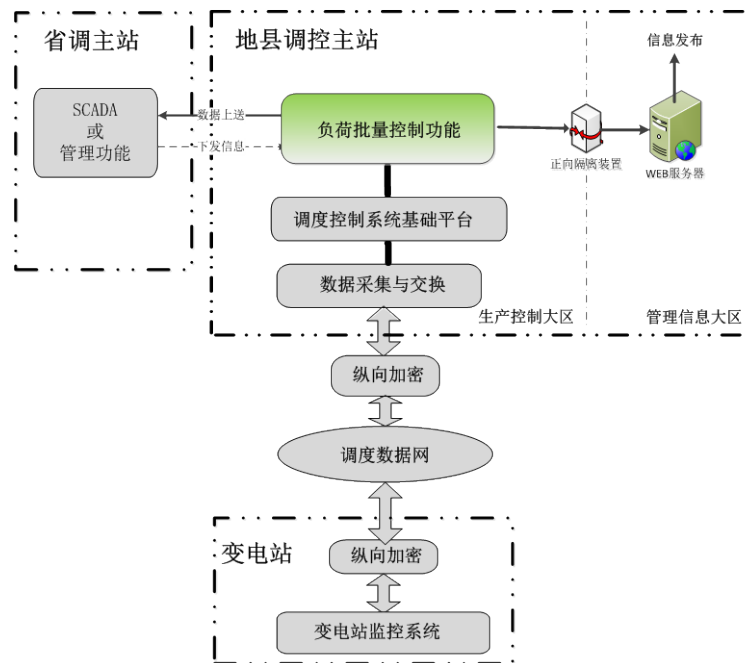 省调主站
地县调控主站
信息发布
SCADA
或
管理功能
数据上送
下发信息
负荷批量控制功能
正向隔离装置
WEB服务器
调度控制系统基础平台
数据采集与交换
生产控制大区
管理信息大区
纵向加密
调度数据网
变电站
纵向加密
变电站监控系统